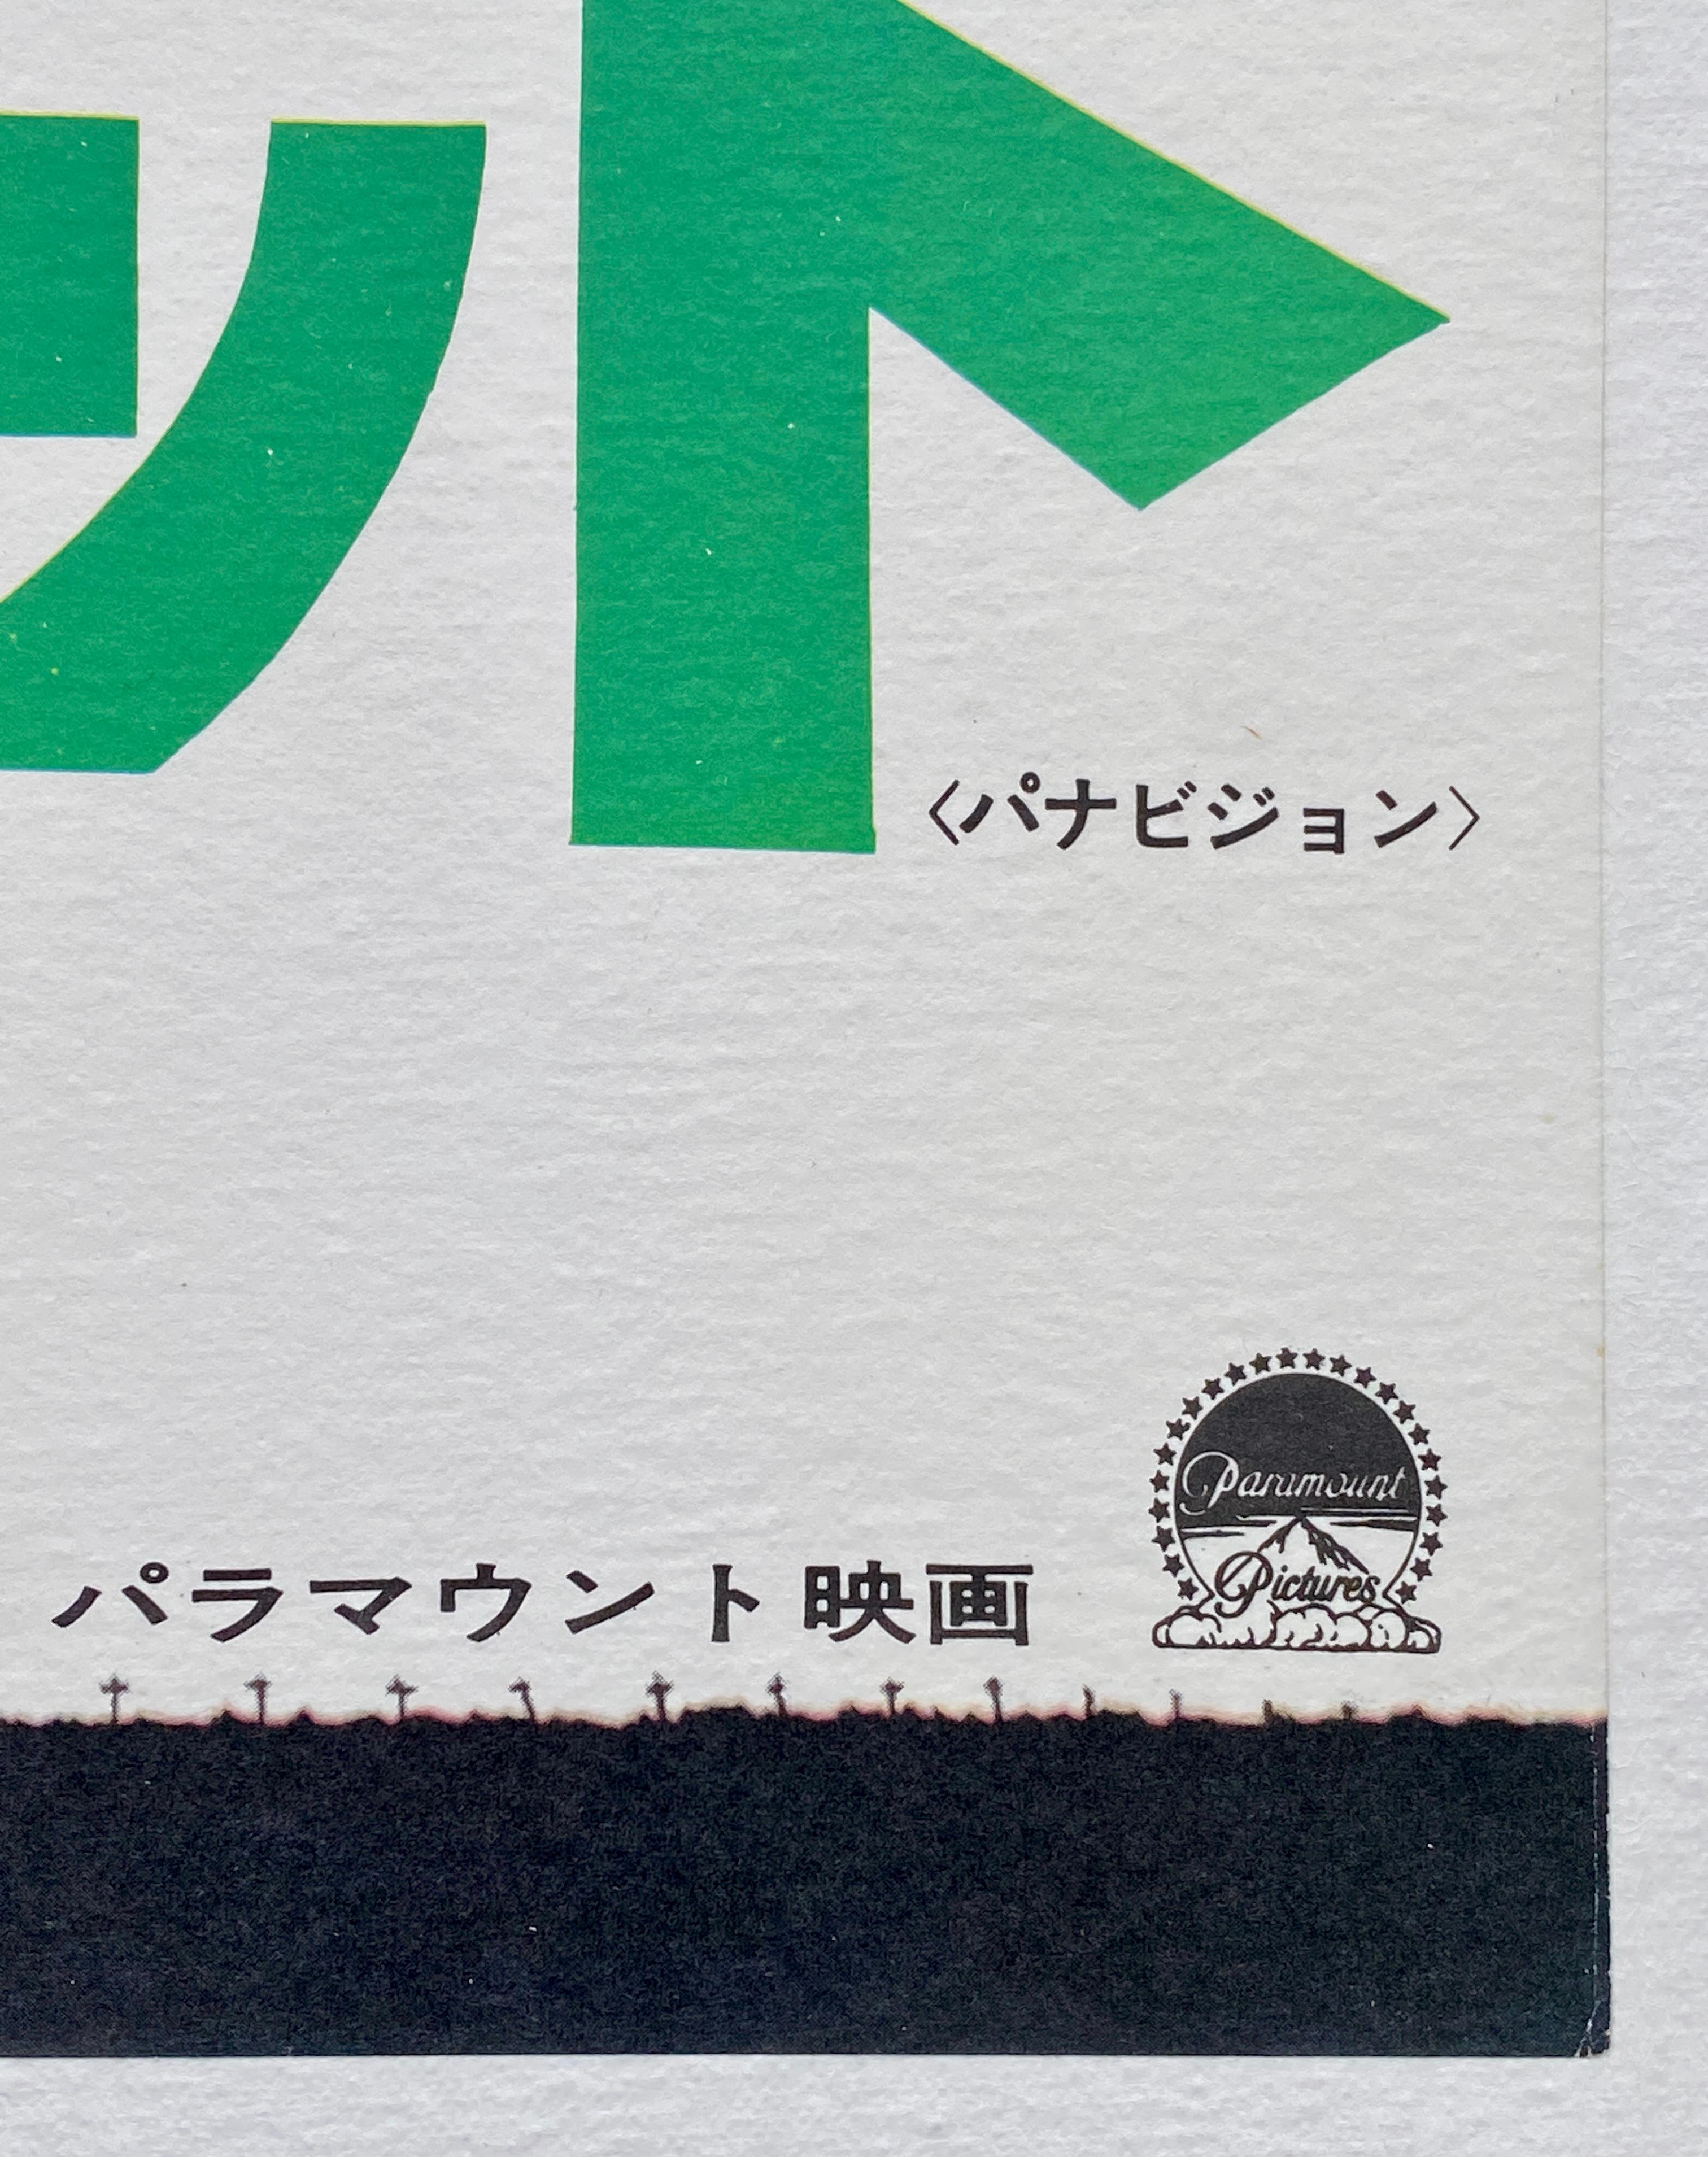 ット
〈パナビジョン〉
パラマウント映画
Paramount
Pictures